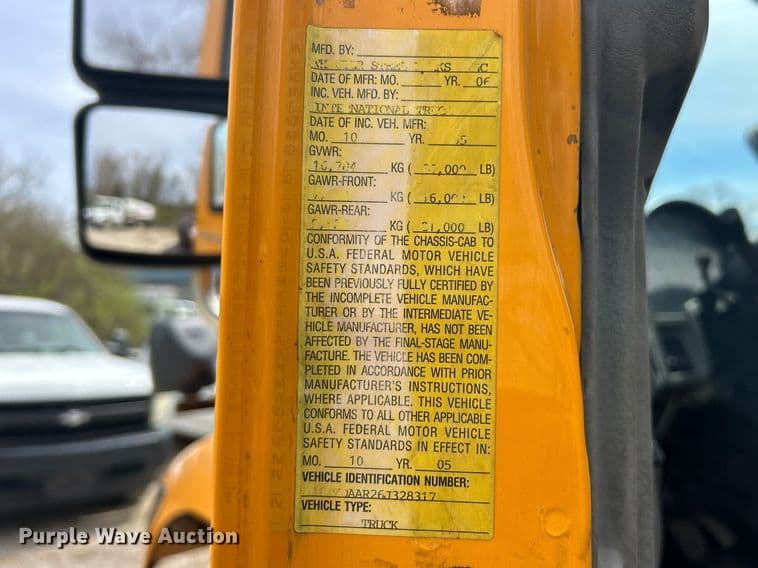 MFD. BY:
DATE OF MFR: MO. YR. 06
INC. VEH. MFD. BY:
DATE OF INC. VEH. MFR:
MO. 10 YR.
GVWR:
KG ( LB)
GAWR-FRONT:
KG ( LB)
GAWR-REAR:
KG ( LB)
CONFORMITY OF THE CHASSIS-CAB TO
U.S.A. FEDERAL MOTOR VEHICLE
SAFETY STANDARDS, WHICH HAVE
BEEN PREVIOUSLY FULLY CERTIFIED BY
THE INCOMPLETE VEHICLE MANUFAC-
TURER OR BY THE INTERMEDIATE VE-
HICLE MANUFACTURER, HAS NOT BEEN
AFFECTED BY THE FINAL-STAGE MANU-
FACTURE. THE VEHICLE HAS BEEN COM-
PLETED IN ACCORDANCE WITH PRIOR
MANUFACTURER'S INSTRUCTIONS,
WHERE APPLICABLE. THIS VEHICLE
CONFORMS TO ALL OTHER APPLICABLE
U.S.A. FEDERAL MOTOR VEHICLE
SAFETY STANDARDS IN EFFECT IN:
MO. 10 YR. 05
VEHICLE IDENTIFICATION NUMBER:
VEHICLE TYPE:
TRUCK
Purple Wave Auction